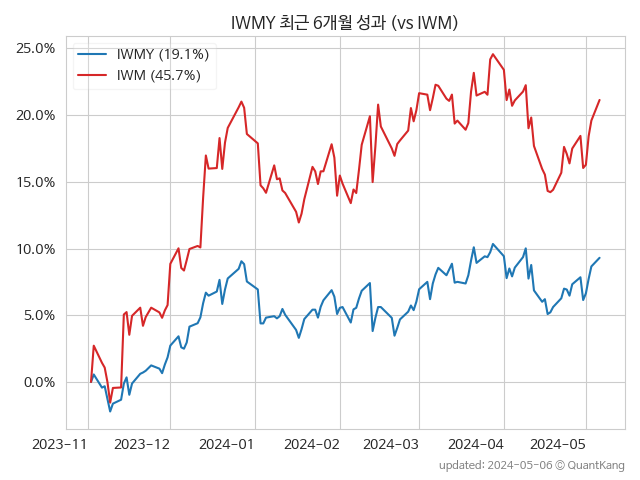 IWMY 최근 6개월 성과 (vs IWM)
IWMY (19.1%)
IWM (45.7%)
25.0%
20.0%
15.0%
10.0%
5.0%
0.0%
2023-11 2023-12 2024-01 2024-02 2024-03 2024-04 2024-05
updated: 2024-05-06 © QuantKang